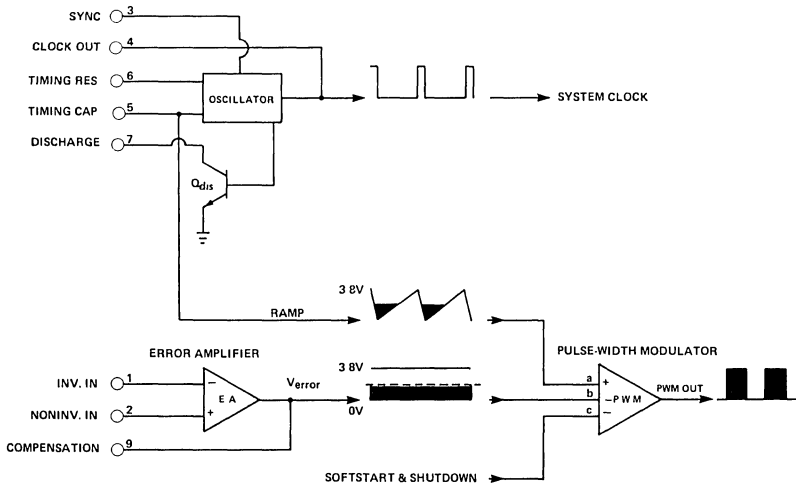 SYNC 3
CLOCK OUT 4
TIMING RES 6
OSCILLATOR
SYSTEM CLOCK
TIMING CAP 5
DISCHARGE 7
Qdis
3 8V
RAMP
ERROR AMPLIFIER
PULSE-WIDTH MODULATOR
3 8V
INV. IN 1
−
Verror
a
+
PWM OUT
E A
b
− PWM
0V
c
−
NONINV. IN 2
+
COMPENSATION 9
SOFTSTART & SHUTDOWN